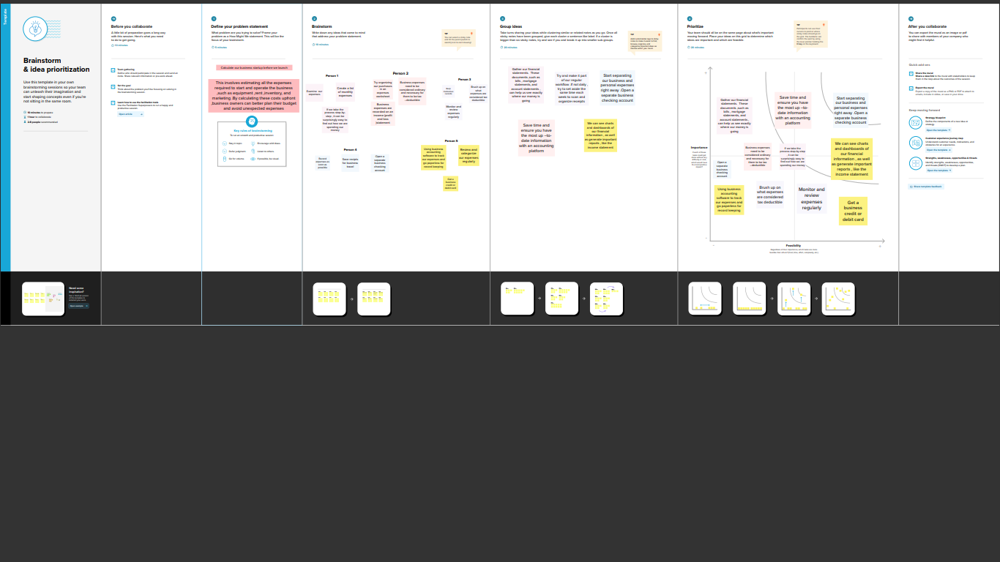 Template
Brainstorm
& idea prioritization
Use this template in your own
brainstorming sessions so your team
can unleash their imagination and
start shaping concepts even if you're
not sitting in the same room
10 minutes to prepare
1 hour to collaborate
2-8 people recommended
Need some
inspiration?
Before you collaborate
A little bit of preparation goes a long way
with this session. Here's what you need
to do to get going.
10 minutes
Team gathering
Set the goal
Learn how to use the facilitation tools
Open article
Define your problem statement
What problem are you trying to solve? Frame your
problem as a How Might We statement. This will be the
focus of your brainstorm.
5 minutes
Calculate our business startup before we launch
This involves estimating all the expenses
required to start and operate the business
,such as equipment ,rent ,inventory, and
marketing. By calculating these costs upfront
,business owners can better plan their budget
and avoid unexpected expenses
Key rules of brainstorming
To run an smooth and productive session
Stay in topic.
Encourage wild ideas.
Defer judgment.
Listen to others.
Go for volume.
If possible, be visual.
Brainstorm
Write down any ideas that come to mind
that address your problem statement.
10 minutes
Person 1
Examine our
expenses
Create a list of
monthly
expenses
If we take the
process step-by-
step , it can be
surprisingly easy to
find out how we are
spending our
money
Person 2
Try organising
our purchases
in an
expenses
worksheet
Business expenses
need to be
considered ordinary
and necessary for
them to be tax
- deductible
Business
expenses are
recorded on an
income (profit
and loss
)statement
Person 3
Brush up on
what
expenses are
considered tax
deductible
Monitor and
review
expenses
regularly
Person 4
Record
expenses as
soon as
possible
Save receipts
for business
travel
Open a
separate
business
checking
account
Person 5
Using business
accounting
software to track
our expenses and
go paperless for
record keeping
Review and
categorize
our expenses
regularly
Get a
business
credit or
debit card
Group ideas
Take turns sharing your ideas while clustering similar or related notes as you go. Once all
sticky notes have been grouped, give each cluster a sentence-like label. If a cluster is
bigger than six sticky notes, try and see if you and break it up into smaller sub-groups.
20 minutes
Gather our financial
statements. These
documents ,such as
bills , mortgage
statements, and
account statements ,
can help us see exactly
where our money is
going
Try and make it part
of our regular
workflow .If not daily ,
try to set aside the
same time each
week to scan and
organize receipts
Start separating
our business and
personal expenses
right away .Open a
separate business
checking account
Save time and
ensure you have
the most up -to-
date information
with an accounting
platform
We can see charts
and dashboards of
our financial
information , as well
as generate important
reports , like the
income statement
Prioritize
Your team should all be on the same page about what's important
moving forward. Place your ideas on this grid to determine which
ideas are important and which are feasible.
20 minutes
Importance
Gather our financial
statements. These
documents ,such as
bills , mortgage
statements, and
account statements ,
can help us see exactly
where our money is
going
Save time and
ensure you have
the most up -to-
date information
with an accounting
platform
Start separating
our business and
personal expenses
right away .Open a
separate business
checking account
Open a
separate
business
checking
account
Business expenses
need to be
considered ordinary
and necessary for
them to be tax
- deductible
If we take the
process step-by-step
, it can be
surprisingly easy to
find out how we are
spending our money
We can see charts
and dashboards of
our financial
information , as well
as generate important
reports , like the
income statement
Using business
accounting
software to track
our expenses and
go paperless for
record keeping
Brush up on
what expenses
are considered
tax deductible
Monitor and
review
expenses
regularly
Get a
business
credit or
debit card
Feasibility
After you collaborate
You can export the mural as an image or pdf
to share with members of your company who
might find it helpful.
Quick add-ons
Share the mural
Export the mural
Keep moving forward
Strategy blueprint
Define the components of a new idea or
strategy.
Open the template
Customer experience journey map
Understand customer needs, motivations, and
obstacles for an experience.
Open the template
Strengths, weaknesses, opportunities & threats
Identify strengths, weaknesses, opportunities,
and threats (SWOT) to develop a plan.
Open the template
Share template feedback